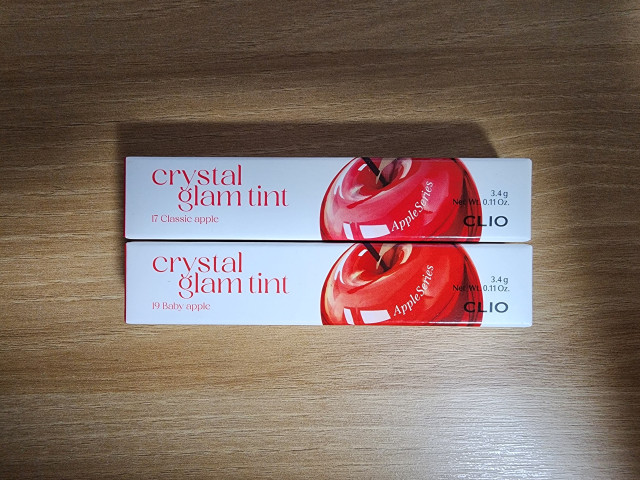 crystal
glam tint
17 Classic apple
Apple Series
3.4 g
Net Wt. 0.11 Oz.
CLIO
crystal
glam tint
19 Baby apple
Apple Series
3.4 g
Net Wt. 0.11 Oz.
CLIO